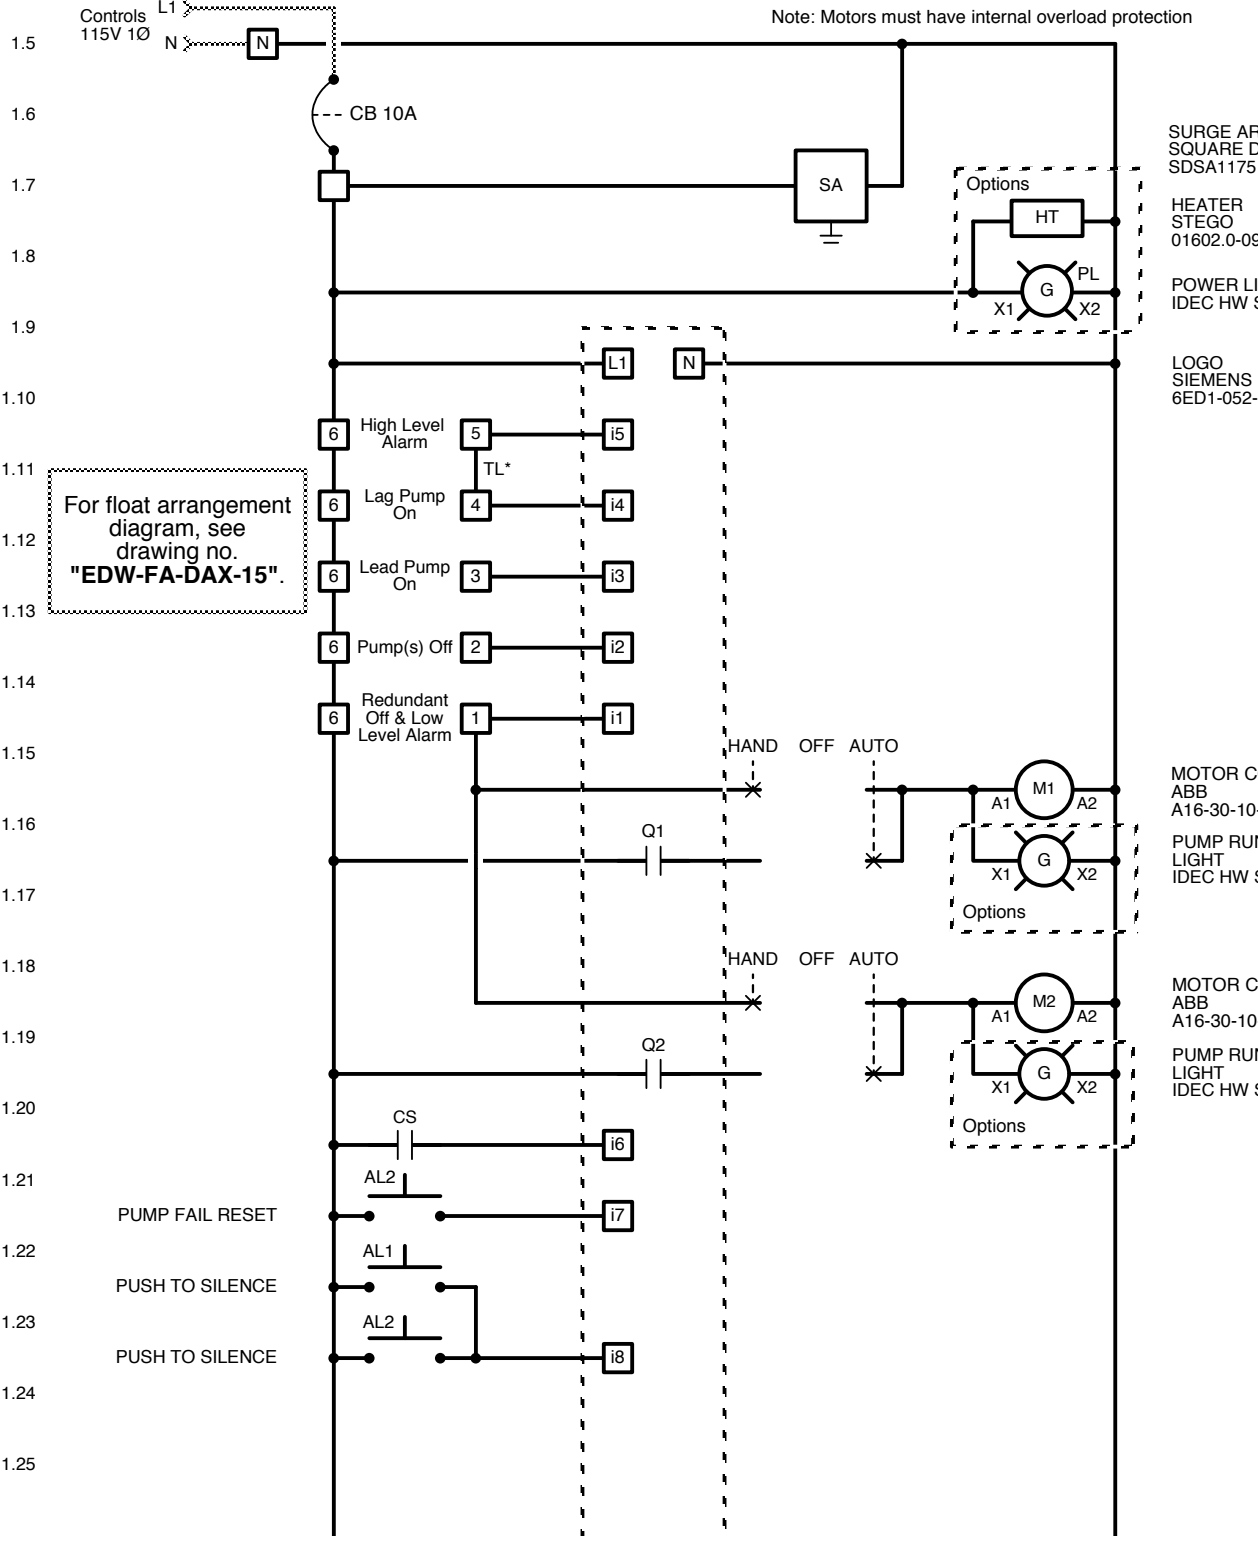 Controls
115V 1Ø
L1
N
N
Note: Motors must have internal overload protection
1.5
1.6
CB 10A
1.7
SA
SURGE AR
SQUARE D
SDSA1175
Options
HT
HEATER
STEGO
01602.0-09
1.8
PL
G
X1
X2
POWER LI
IDEC HW S
1.9
L1
N
LOGO
SIEMENS
6ED1-052-
1.10
6
High Level
Alarm
5
i5
1.11
TL*
For float arrangement
diagram, see
drawing no.
"EDW-FA-DAX-15".
6
Lag Pump
On
4
i4
1.12
6
Lead Pump
On
3
i3
1.13
6
Pump(s) Off
2
i2
1.14
6
Redundant
Off & Low
Level Alarm
1
i1
1.15
HAND OFF AUTO
M1
A1
A2
MOTOR C
ABB
A16-30-10-
1.16
Q1
G
X1
X2
PUMP RUN
LIGHT
IDEC HW S
1.17
Options
1.18
HAND OFF AUTO
M2
A1
A2
MOTOR C
ABB
A16-30-10
1.19
Q2
G
X1
X2
PUMP RUN
LIGHT
IDEC HW S
1.20
Options
CS
i6
1.21
AL2
PUMP FAIL RESET
i7
1.22
AL1
PUSH TO SILENCE
1.23
AL2
PUSH TO SILENCE
i8
1.24
1.25